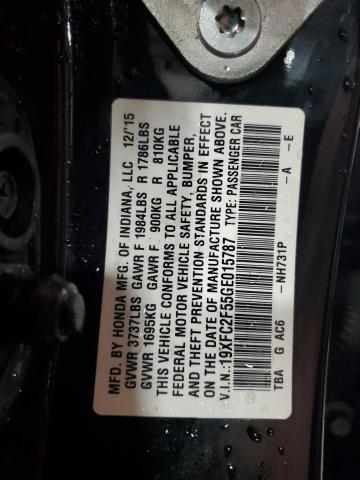 MFD. BY HONDA MFG. OF INDIANA, LLC 12/'15
GVWR 3737LBS GAWR F 1984LBS R 1786LBS
GVWR 1695KG GAWR F 900KG R 810KG
THIS VEHICLE CONFORMS TO ALL APPLICABLE
FEDERAL MOTOR VEHICLE SAFETY, BUMPER,
AND THEFT PREVENTION STANDARDS IN EFFECT
ON THE DATE OF MANUFACTURE SHOWN ABOVE.
V.I.N.:19XFC2F55GE015787 TYPE: PASSENGER CAR
TBA G AC6 -NH731P -A -E